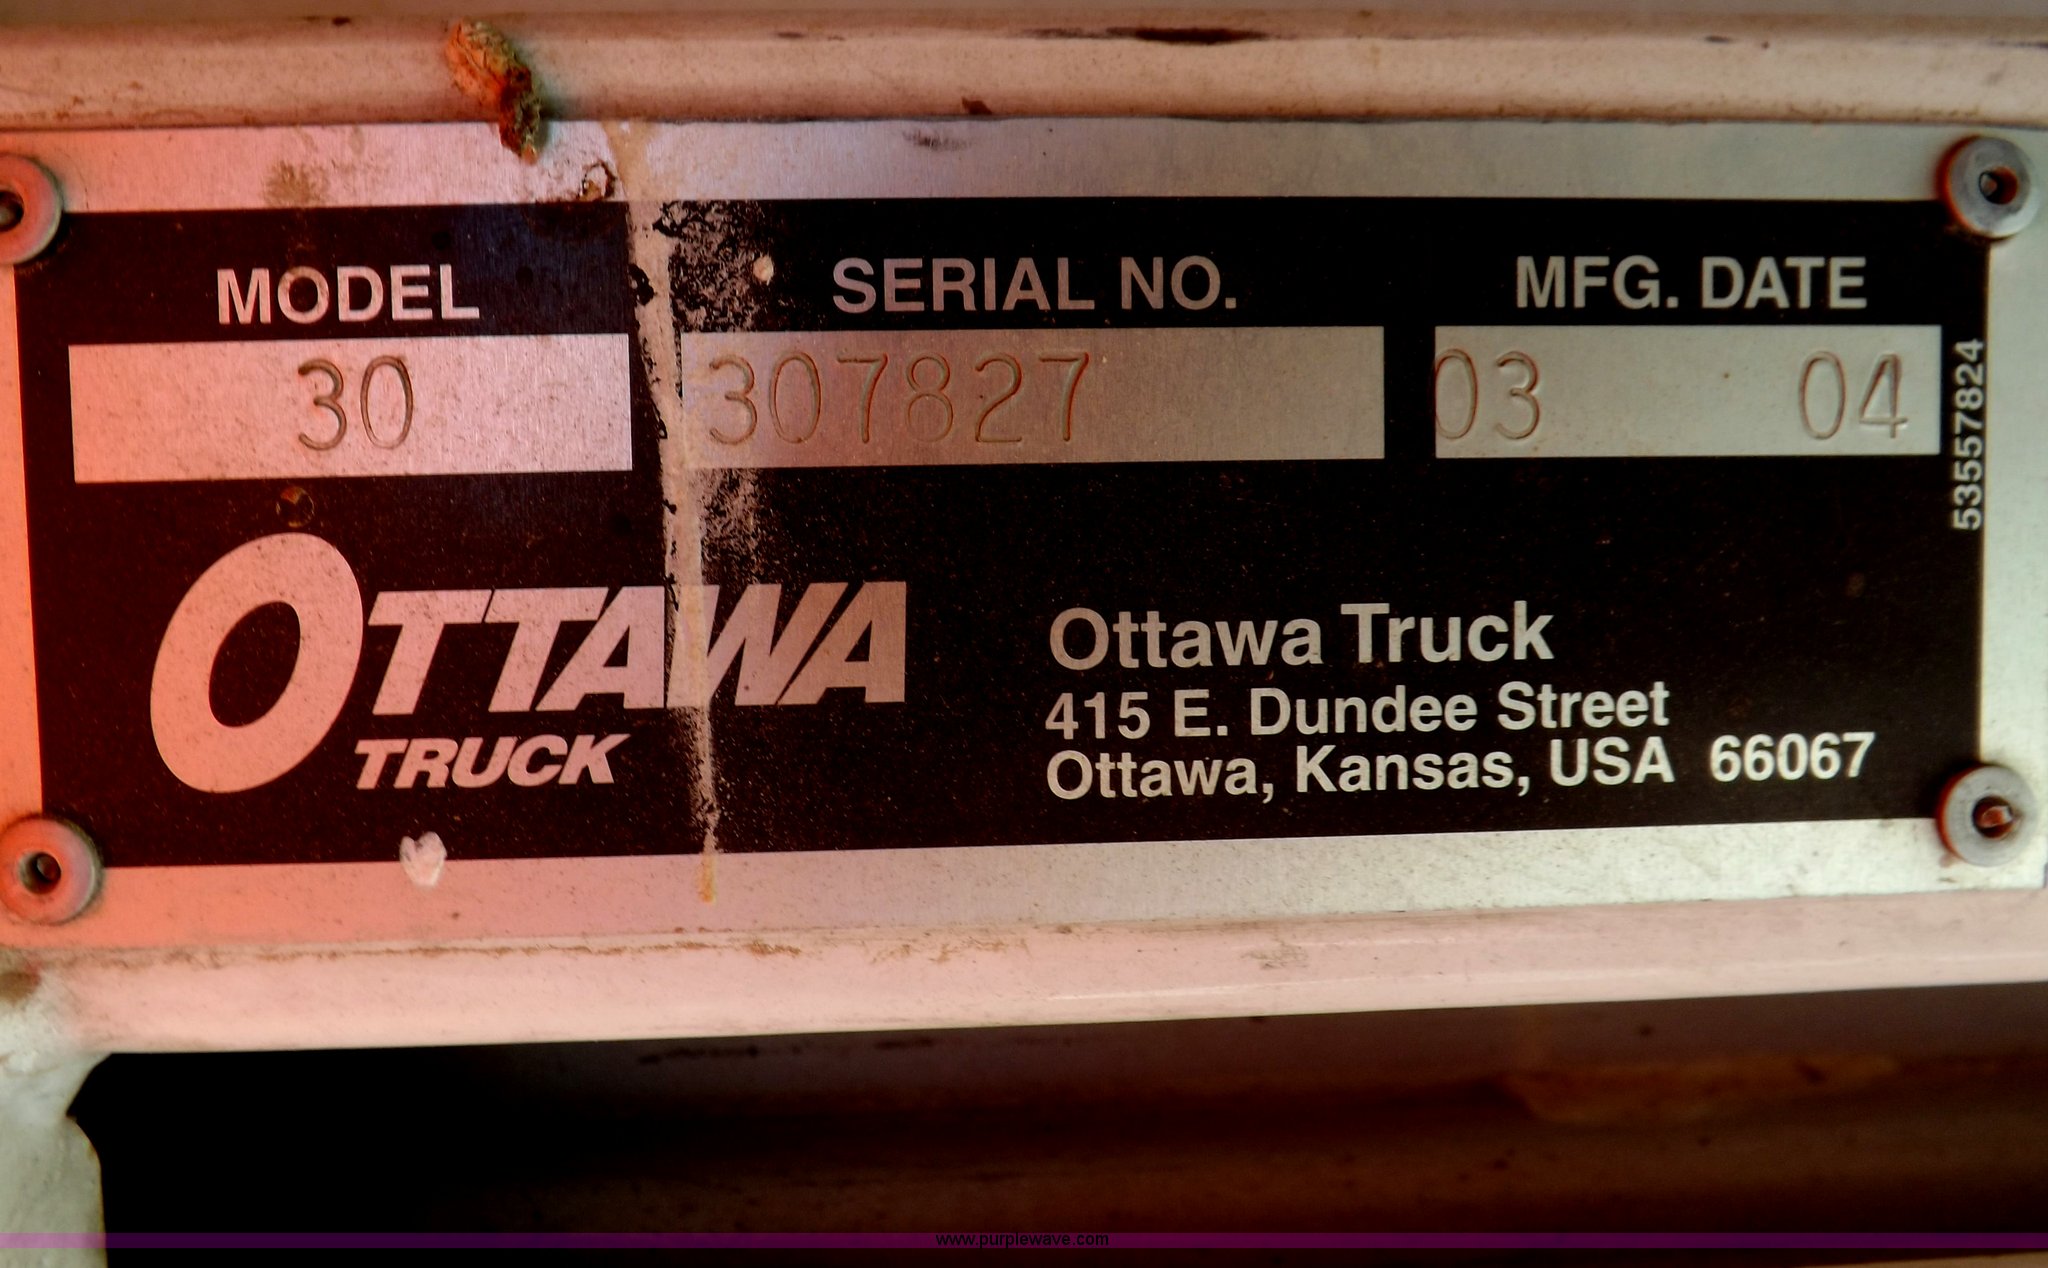 MODEL SERIAL NO. MFG. DATE
30 307827 03 04
53557824
OTTAWA
TRUCK
Ottawa Truck
415 E. Dundee Street
Ottawa, Kansas, USA 66067
www.purplewave.com